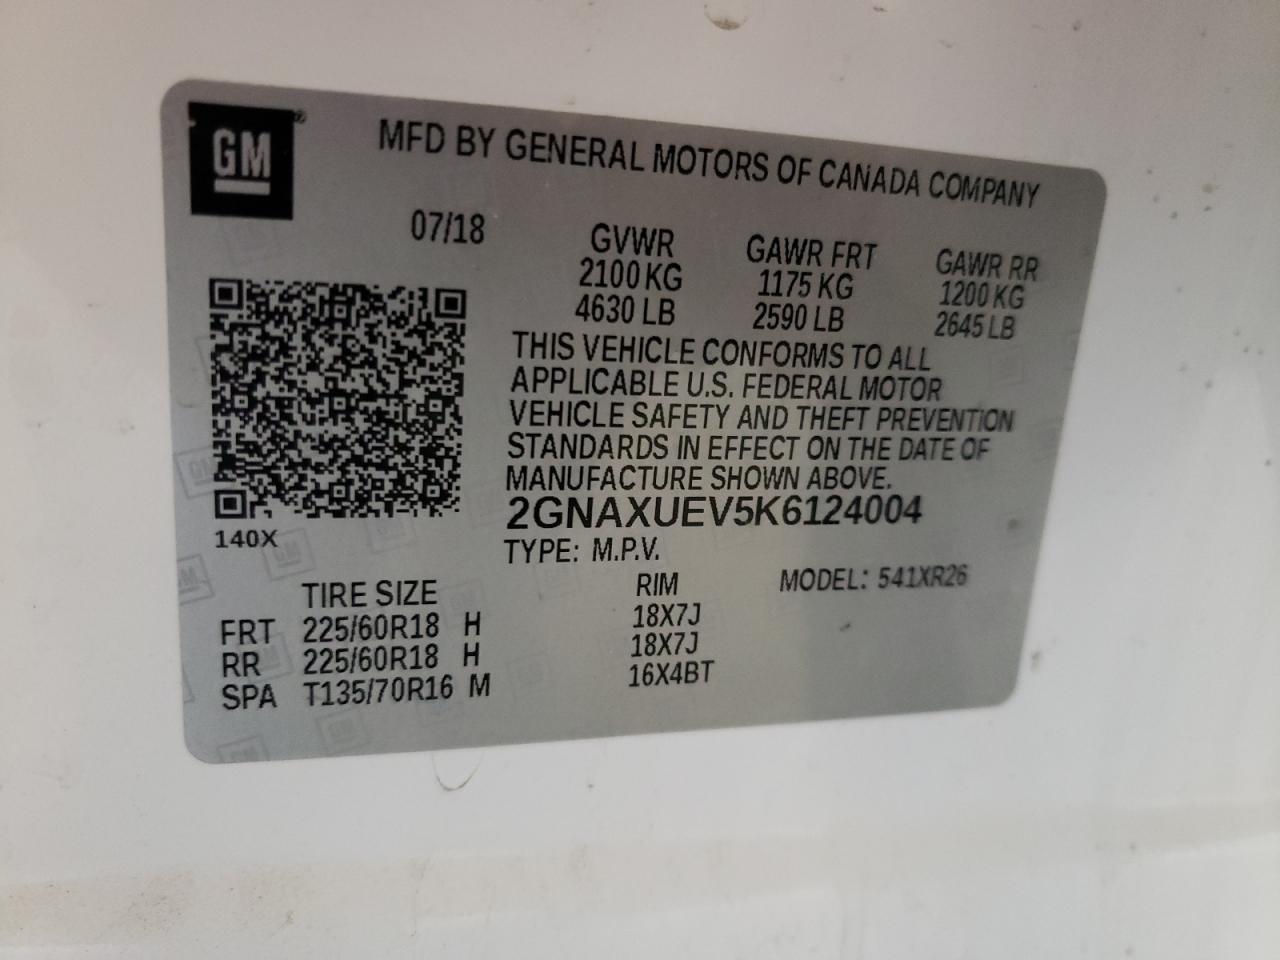 GM ®
MFD BY GENERAL MOTORS OF CANADA COMPANY
07/18
GVWR GAWR FRT GAWR RR
2100 KG 1175 KG 1200 KG
4630 LB 2590 LB 2645 LB
THIS VEHICLE CONFORMS TO ALL
APPLICABLE U.S. FEDERAL MOTOR
VEHICLE SAFETY AND THEFT PREVENTION
STANDARDS IN EFFECT ON THE DATE OF
MANUFACTURE SHOWN ABOVE.
2GNAXUEV5K6124004
140X
TYPE: M.P.V. MODEL: 541XR26
TIRE SIZE RIM
FRT 225/60R18 H 18X7J
RR 225/60R18 H 18X7J
SPA T135/70R16 M 16X4BT